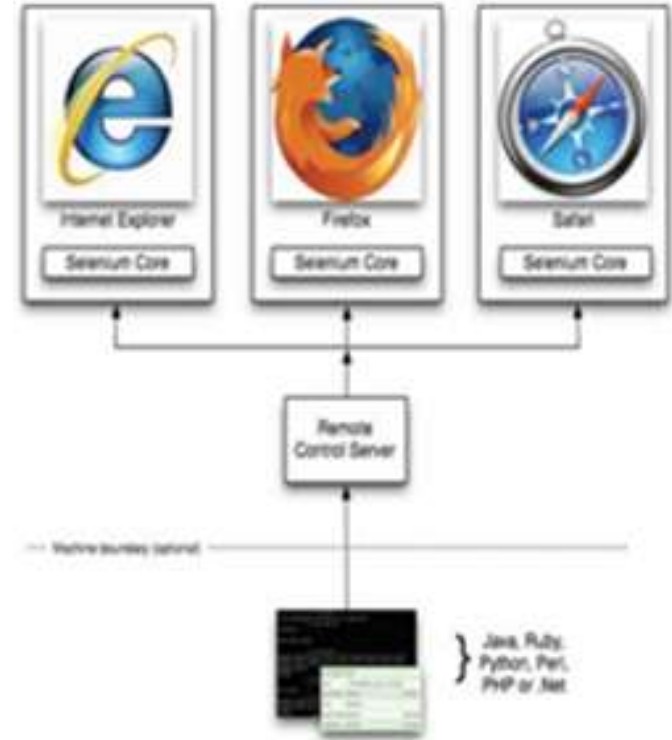 Internet Explorer
Firefox
Safari
Selenium Core
Selenium Core
Selenium Core
Remote
Control Server
Machine boundary (optional)
Java, Ruby,
Python, Perl,
PHP or .Net